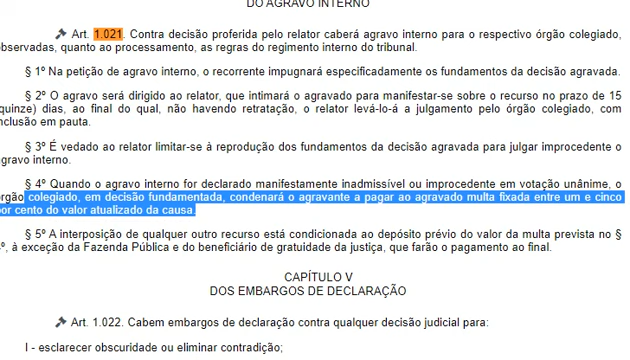 DO AGRAVO INTERNO
Art. 1.021. Contra decisão proferida pelo relator caberá agravo interno para o respectivo órgão colegiado,
observadas, quanto ao processamento, as regras do regimento interno do tribunal.
§ 1º Na petição de agravo interno, o recorrente impugnará especificadamente os fundamentos da decisão agravada.
§ 2º O agravo será dirigido ao relator, que intimará o agravado para manifestar-se sobre o recurso no prazo de 15
(quinze) dias, ao final do qual, não havendo retratação, o relator levá-lo-á a julgamento pelo órgão colegiado, com
inclusão em pauta.
§ 3º É vedado ao relator limitar-se à reprodução dos fundamentos da decisão agravada para julgar improcedente o
agravo interno.
§ 4º Quando o agravo interno for declarado manifestamente inadmissível ou improcedente em votação unânime, o
órgão colegiado, em decisão fundamentada, condenará o agravante a pagar ao agravado multa fixada entre um e cinco
por cento do valor atualizado da causa.
§ 5º A interposição de qualquer outro recurso está condicionada ao depósito prévio do valor da multa prevista no §
4º, à exceção da Fazenda Pública e do beneficiário de gratuidade da justiça, que farão o pagamento ao final.
CAPÍTULO V
DOS EMBARGOS DE DECLARAÇÃO
Art. 1.022. Cabem embargos de declaração contra qualquer decisão judicial para:
I - esclarecer obscuridade ou eliminar contradição;